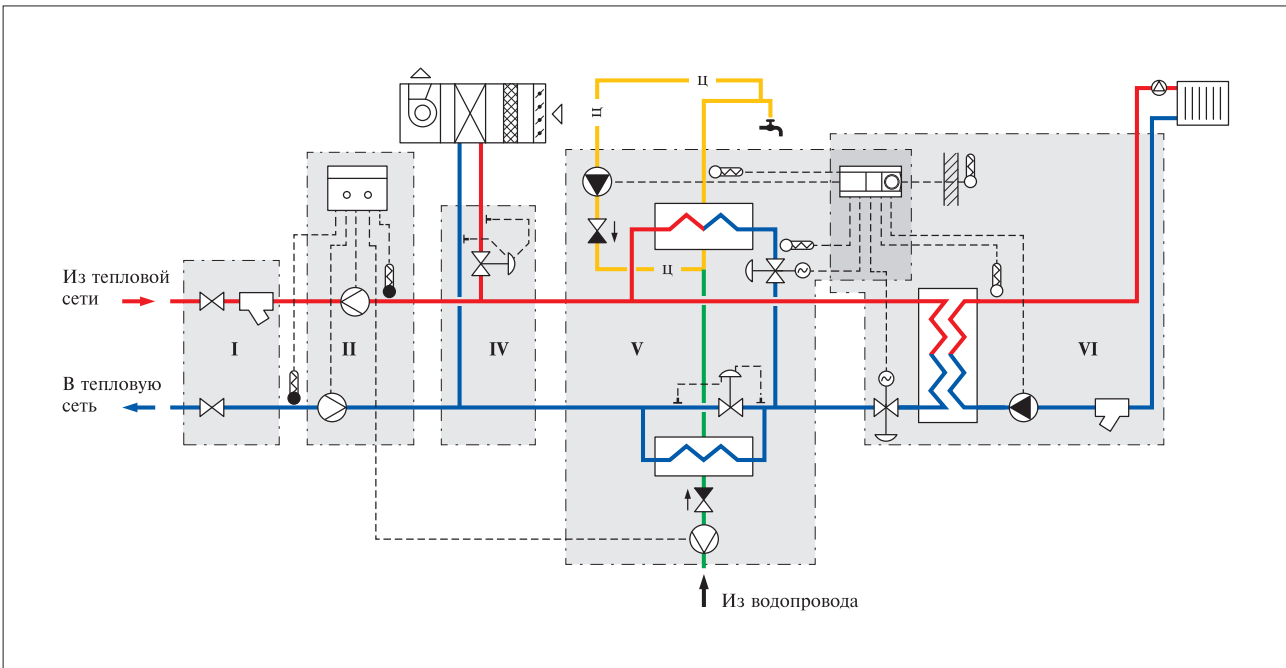 ц
ц
ц
ц
Из тепловой
сети
I
II
IV
V
VI
В тепловую
сеть
Из водопровода